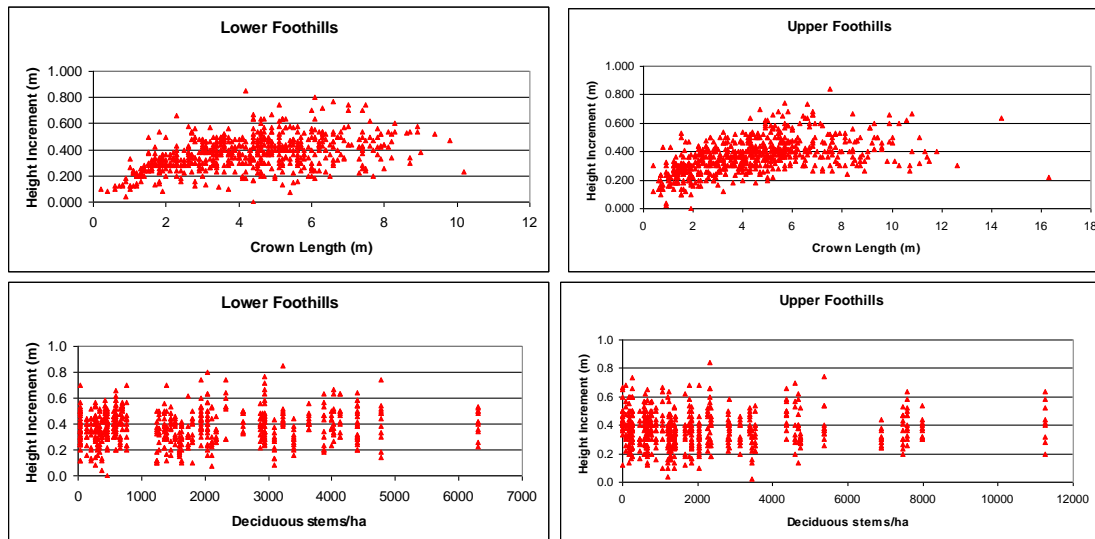 Lower Foothills
Height Increment (m)
1.000
0.800
0.600
0.400
0.200
0.000
0 2 4 6 8 10 12
Crown Length (m)
Upper Foothills
Height Increment (m)
1.000
0.800
0.600
0.400
0.200
0.000
0 2 4 6 8 10 12 14 16 18
Crown Length (m)
Lower Foothills
Height Increment (m)
1.0
0.8
0.6
0.4
0.2
0.0
0 1000 2000 3000 4000 5000 6000 7000
Deciduous stems/ha
Upper Foothills
Height Increment (m)
1.0
0.8
0.6
0.4
0.2
0.0
0 2000 4000 6000 8000 10000 12000
Deciduous stems/ha